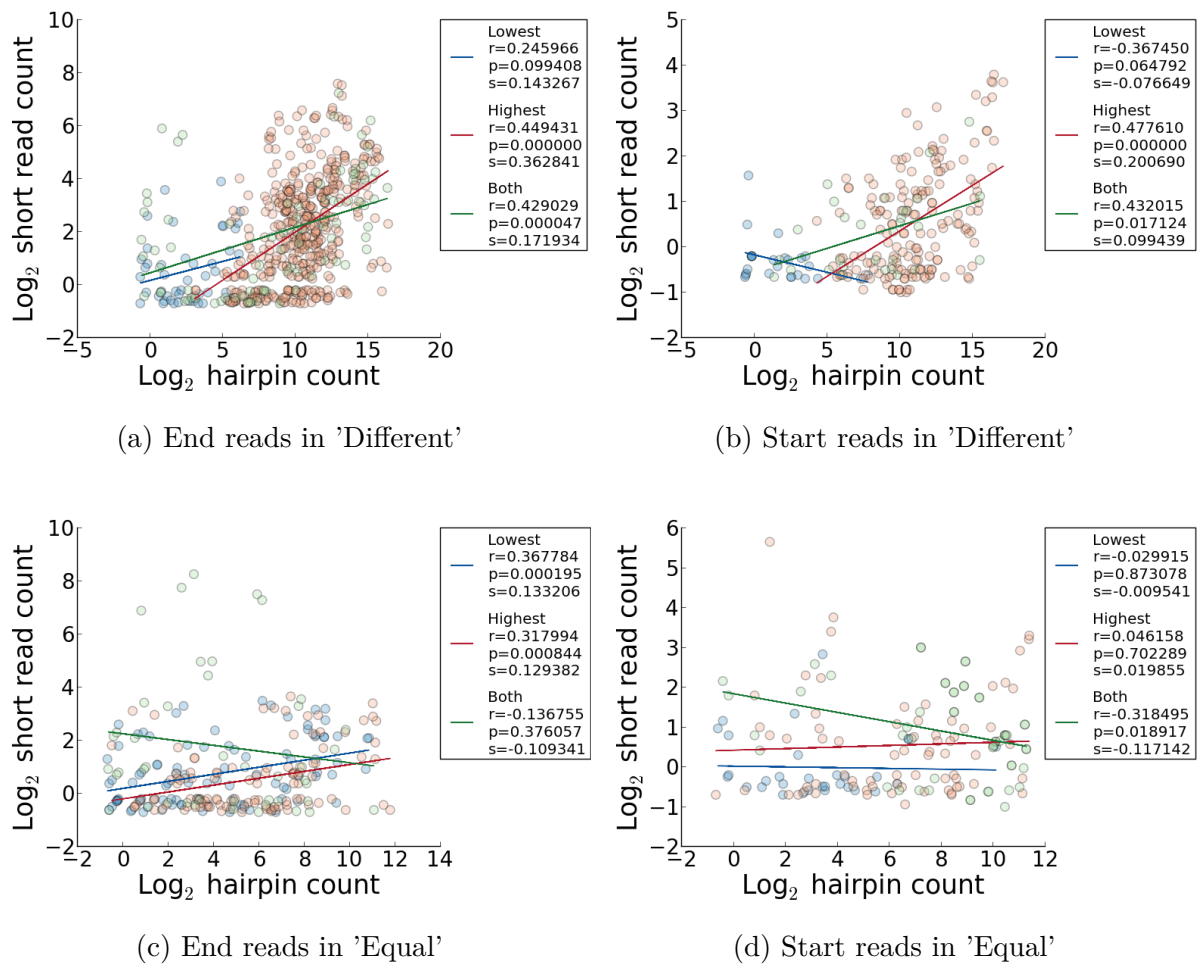 10
8
6
4
2
0
−2
−5
0
5
10
15
20
Log2 short read count
Log2 hairpin count
Lowest
r=0.245966
p=0.099408
s=0.143267
Highest
r=0.449431
p=0.000000
s=0.362841
Both
r=0.429029
p=0.000047
s=0.171934
(a) End reads in 'Different'
5
4
3
2
1
0
−1
−2
−5
0
5
10
15
20
Log2 short read count
Log2 hairpin count
Lowest
r=-0.367450
p=0.064792
s=-0.076649
Highest
r=0.477610
p=0.000000
s=0.200690
Both
r=0.432015
p=0.017124
s=0.099439
(b) Start reads in 'Different'
10
8
6
4
2
0
−2
−2
0
2
4
6
8
10
12
14
Log2 short read count
Log2 hairpin count
Lowest
r=0.367784
p=0.000195
s=0.133206
Highest
r=0.317994
p=0.000844
s=0.129382
Both
r=-0.136755
p=0.376057
s=-0.109341
(c) End reads in 'Equal'
6
5
4
3
2
1
0
−1
−2
−2
0
2
4
6
8
10
12
Log2 short read count
Log2 hairpin count
Lowest
r=-0.029915
p=0.873078
s=-0.009541
Highest
r=0.046158
p=0.702289
s=0.019855
Both
r=-0.318495
p=0.018917
s=-0.117142
(d) Start reads in 'Equal'